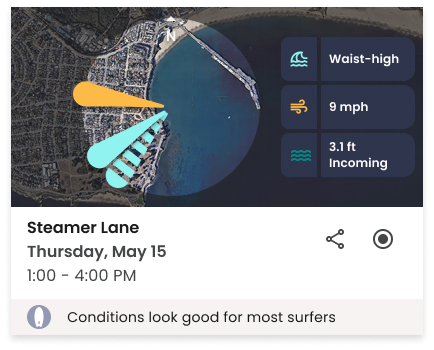 N
Waist-high
9 mph
3.1 ft
Incoming
Steamer Lane
Thursday, May 15
1:00 - 4:00 PM
Conditions look good for most surfers